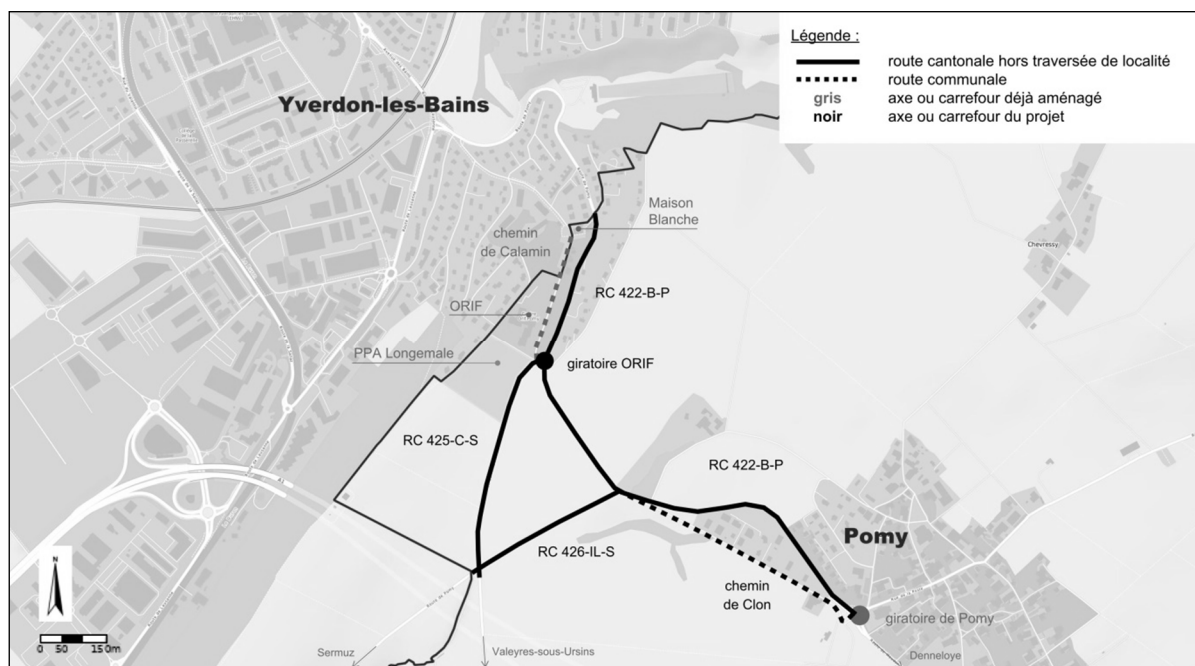 Légende :
route cantonale hors traversée de localité
route communale
gris axe ou carrefour déjà aménagé
noir axe ou carrefour du projet
Yverdon-les-Bains
Maison
Blanche
chemin
de Calamin
Chevressy
RC 422-B-P
ORIF
PPA Longemale
giratoire ORIF
RC 425-C-S
RC 422-B-P
Pomy
RC 426-IL-S
chemin
de Clon
giratoire de Pomy
N
0 50 150m
Sermuz
Valeyres-sous-Ursins
Denneloye